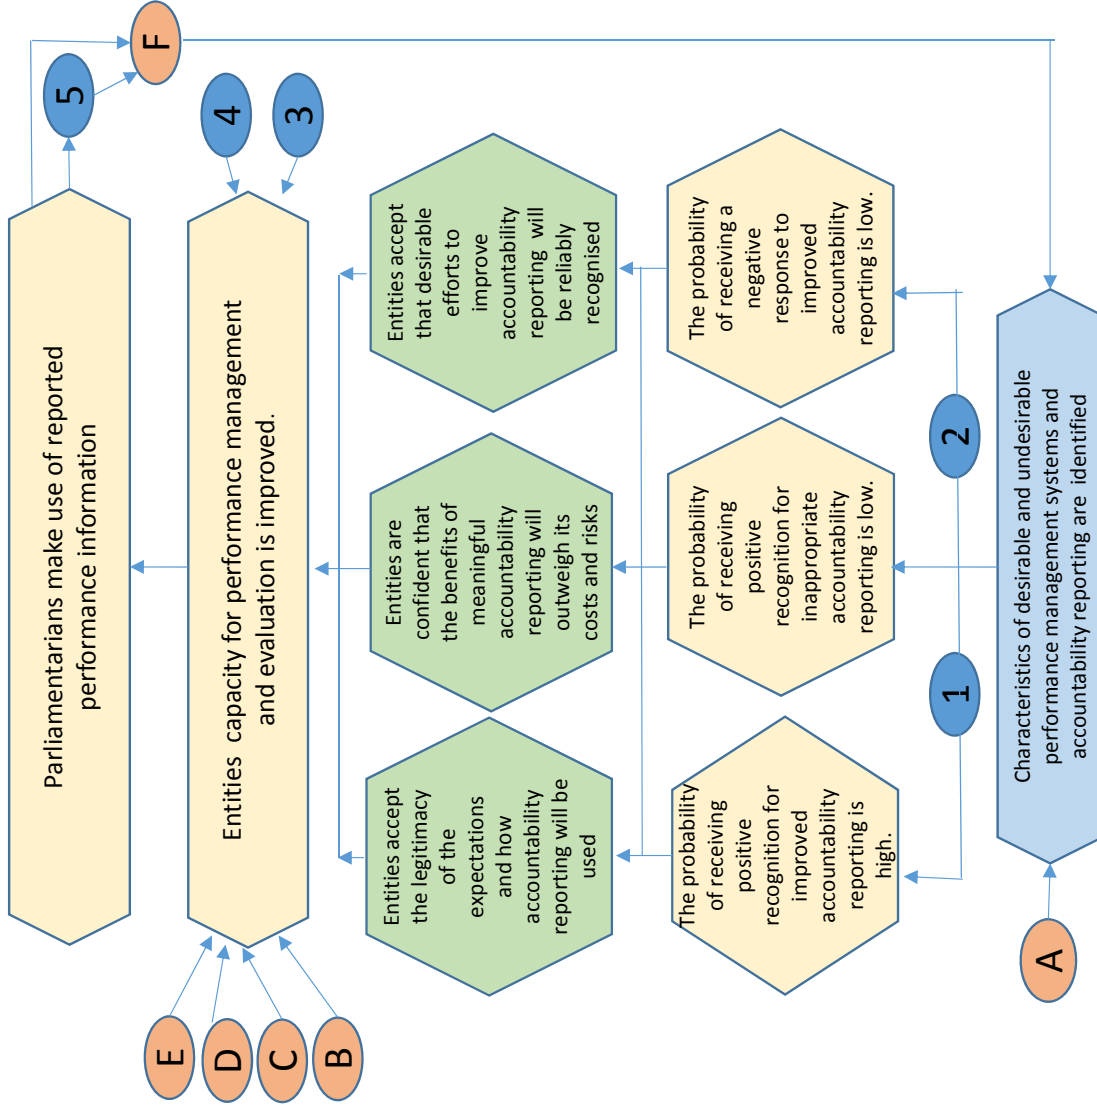 F
5
Parliamentarians make use of reported
performance information
4
3
Entities capacity for performance management
and evaluation is improved.
E
D
C
B
Entities accept
the legitimacy
of the
expectations
and how
accountability
reporting will be
used
Entities are
confident that
the benefits of
meaningful
accountability
reporting will
outweigh its
costs and risks
Entities accept
that desirable
efforts to
improve
accountability
reporting will
be reliably
recognised
The probability
of receiving
positive
recognition for
improved
accountability
reporting is
high.
The probability
of receiving
positive
recognition for
inappropriate
accountability
reporting is low.
The probability
of receiving a
negative
response to
improved
accountability
reporting is low.
1
2
Characteristics of desirable and undesirable
performance management systems and
accountability reporting are identified
A